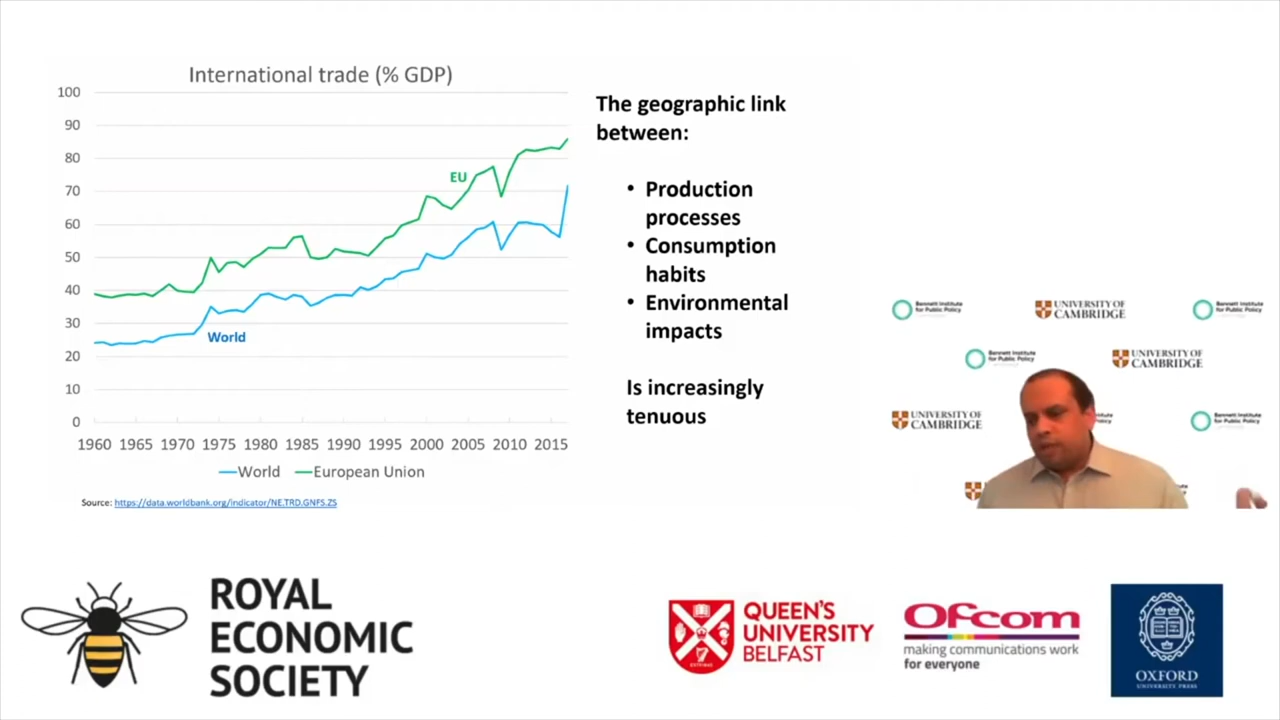 International trade (% GDP)
100
90
80
70
60
50
40
30
20
10
0
EU
World
1960 1965 1970 1975 1980 1985 1990 1995 2000 2005 2010 2015
World European Union
Source: https://data.worldbank.org/indicator/NE.TRD.GNFS.ZS
The geographic link
between:
• Production
processes
• Consumption
habits
• Environmental
impacts
Is increasingly
tenuous
Bennett Institute
for Public Policy
UNIVERSITY OF
CAMBRIDGE
Bennett Institute
for Public Policy
Bennett Institute
for Public Policy
UNIVERSITY OF
CAMBRIDGE
UNIVERSITY OF
CAMBRIDGE
Bennett Institute
for Public Policy
ROYAL
ECONOMIC
SOCIETY
QUEEN'S
UNIVERSITY
BELFAST
Ofcom
making communications work
for everyone
OXFORD
UNIVERSITY PRESS